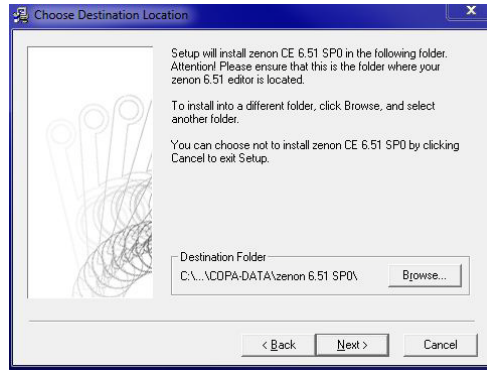 Choose Destination Location
X
Setup will install zenon CE 6.51 SP0 in the following folder.
Attention! Please ensure that this is the folder where your
zenon 6.51 editor is located.
To install into a different folder, click Browse, and select
another folder.
You can choose not to install zenon CE 6.51 SP0 by clicking
Cancel to exit Setup.
Destination Folder
C:\...\COPA-DATA\zenon 6.51 SP0\
Browse...
< Back
Next >
Cancel